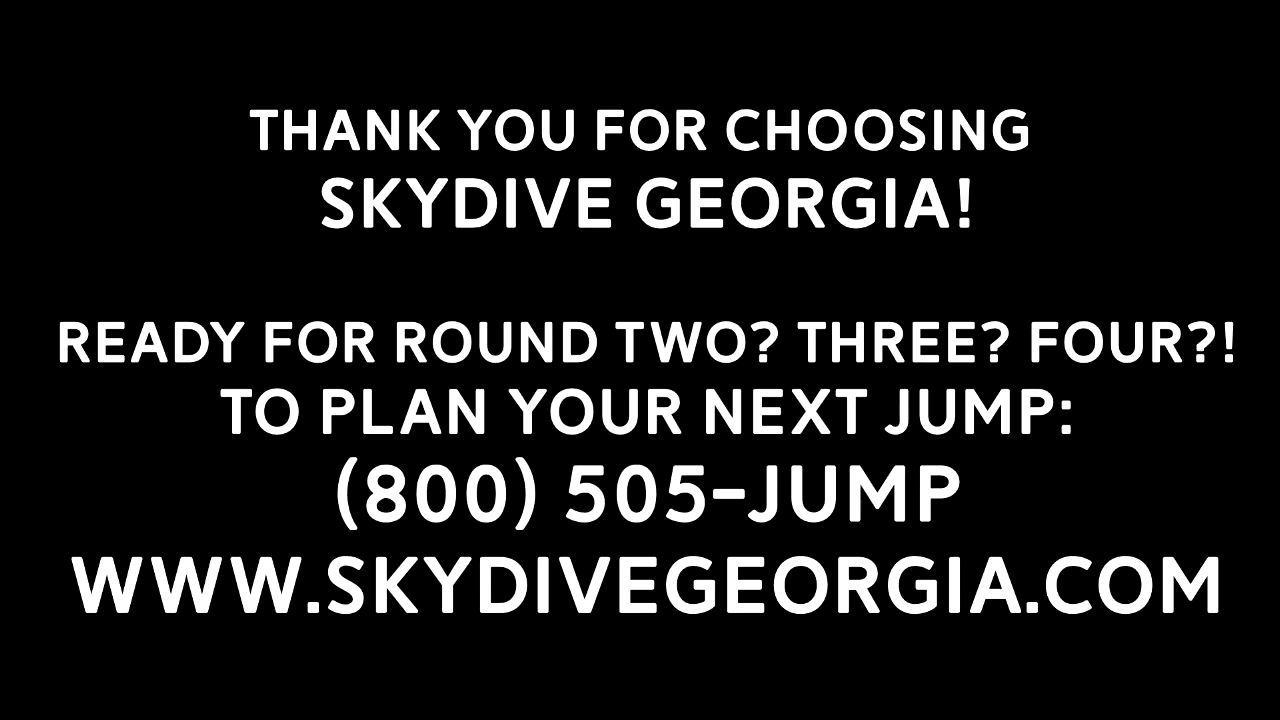 THANK YOU FOR CHOOSING
SKYDIVE GEORGIA!
READY FOR ROUND TWO? THREE? FOUR?!
TO PLAN YOUR NEXT JUMP:
(800) 505-JUMP
WWW.SKYDIVEGEORGIA.COM